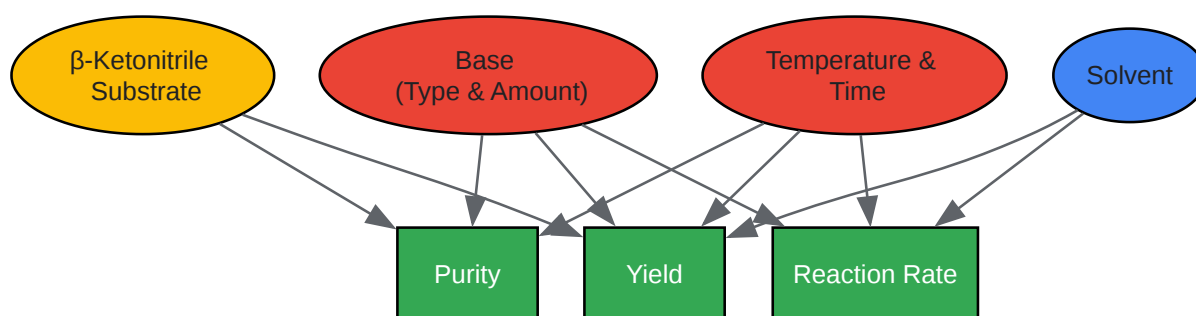 β-Ketonitrile
Substrate
Base
(Type & Amount)
Temperature &
Time
Solvent
Purity
Yield
Reaction Rate